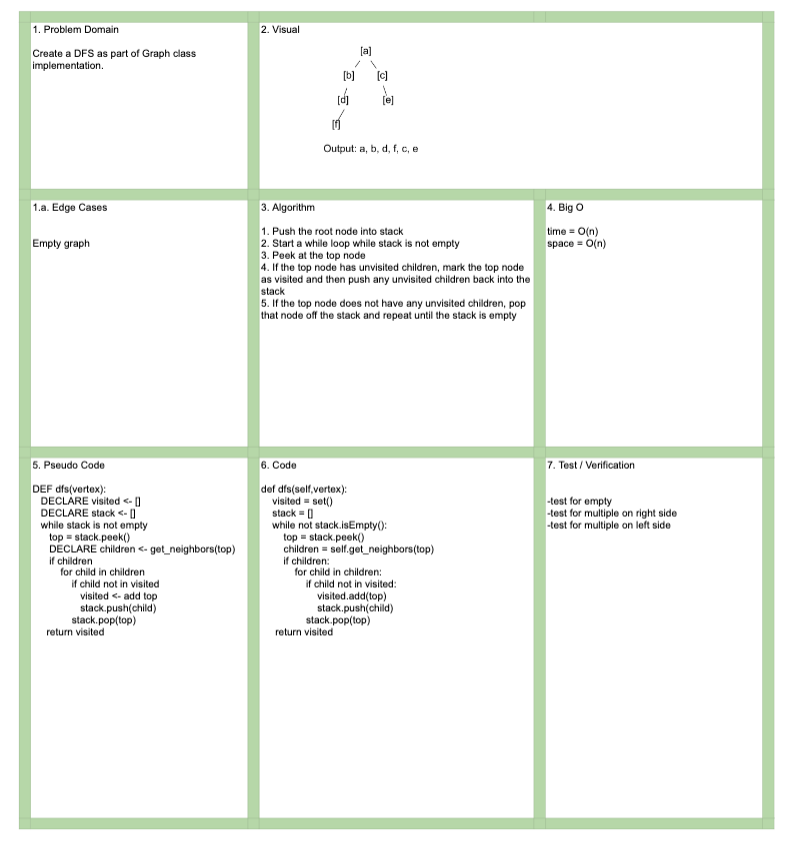 1. Problem Domain
Create a DFS as part of Graph class
implementation.
2. Visual
[a]
/ \
[b] [c]
/ \
[d] [e]
/
[f]
Output: a, b, d, f, c, e
1.a. Edge Cases
Empty graph
3. Algorithm
1. Push the root node into stack
2. Start a while loop while stack is not empty
3. Peek at the top node
4. If the top node has unvisited children, mark the top node
as visited and then push any unvisited children back into the
stack
5. If the top node does not have any unvisited children, pop
that node off the stack and repeat until the stack is empty
4. Big O
time = O(n)
space = O(n)
5. Pseudo Code
DEF dfs(vertex):
DECLARE visited <- []
DECLARE stack <- []
while stack is not empty
top = stack.peek()
DECLARE children <- get_neighbors(top)
if children
for child in children
if child not in visited
visited <- add top
stack.push(child)
stack.pop(top)
return visited
6. Code
def dfs(self,vertex):
visited = set()
stack = []
while not stack.isEmpty():
top = stack.peek()
children = self.get_neighbors(top)
if children:
for child in children:
if child not in visited:
visited.add(top)
stack.push(child)
stack.pop(top)
return visited
7. Test / Verification
-test for empty
-test for multiple on right side
-test for multiple on left side